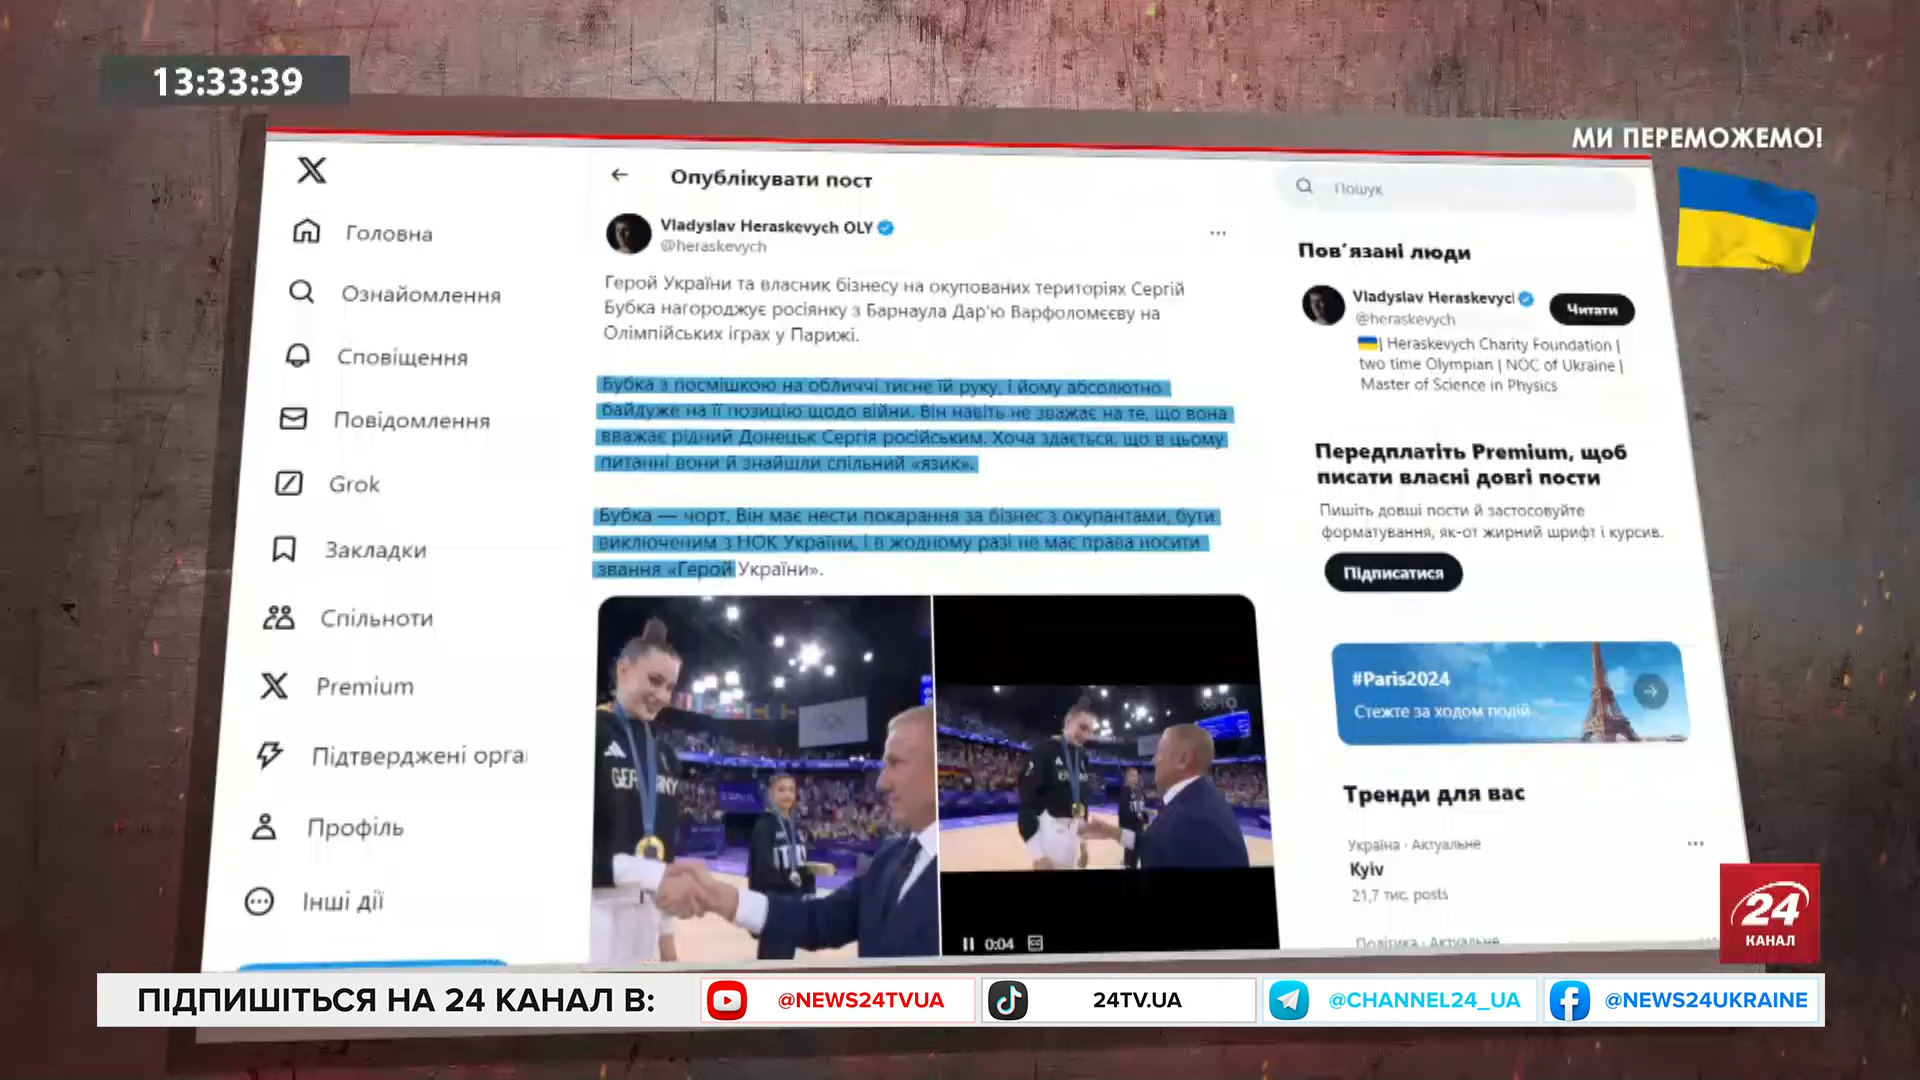 13:33:39
МИ ПЕРЕМОЖЕМО!
Головна
Ознайомлення
Сповіщення
Повідомлення
Grok
Закладки
Спільноти
Premium
Підтверджені орга
Профіль
Інші дії
Опублікувати пост
Vladyslav Heraskevych OLY
@heraskevych
Герой України та власник бізнесу на окупованих територіях Сергій
Бубка нагороджує росіянку з Барнаула Дар'ю Варфоломєєву на
Олімпійських іграх у Парижі.
Бубка з посмішкою на обличчі тисне їй руку, і йому абсолютно
байдуже на її позицію щодо війни. Він навіть не зважає на те, що вона
вважає рідний Донецьк Сергія російським. Хоча здається, що в цьому
питанні вони й знайшли спільний «язик».
Бубка — чорт. Він має нести покарання за бізнес з окупантами, бути
виключеним з НОК України, і в жодному разі не має права носити
звання «Герой України».
GERMANY
0:04
Пошук
Пов'язані люди
Vladyslav Heraskevycl
@heraskevych
Читати
| Heraskevych Charity Foundation |
two time Olympian | NOC of Ukraine |
Master of Science in Physics
Передплатіть Premium, щоб
писати власні довгі пости
Пишіть довші пости й застосовуйте
форматування, як-от жирний шрифт і курсив.
Підписатися
#Paris2024
Стежте за ходом подій
Тренди для вас
Україна · Актуальне
Kyiv
21,7 тис. posts
Політика · Актуальне
24
КАНАЛ
ПІДПИШІТЬСЯ НА 24 КАНАЛ В:
@NEWS24TVUA
24TV.UA
@CHANNEL24_UA
@NEWS24UKRAINE